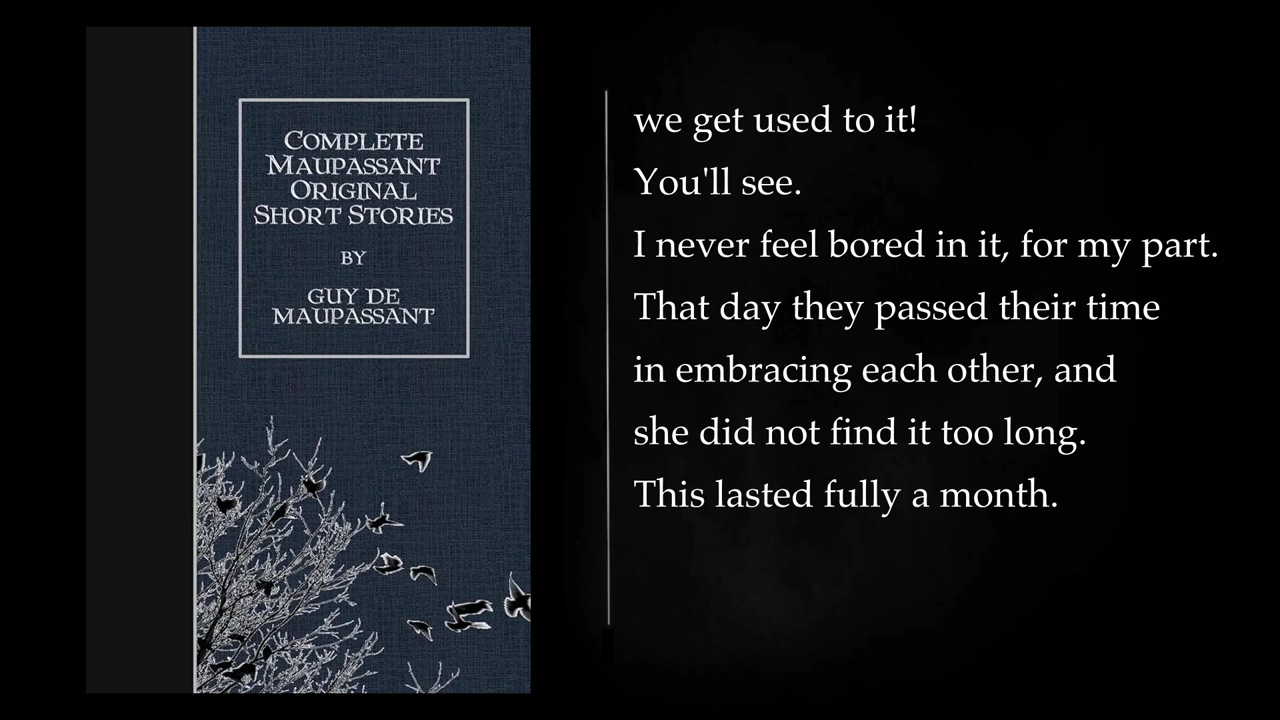 COMPLETE
MAUPASSANT
ORIGINAL
SHORT STORIES
BY
GUY DE
MAUPASSANT
we get used to it!
You'll see.
I never feel bored in it, for my part.
That day they passed their time
in embracing each other, and
she did not find it too long.
This lasted fully a month.